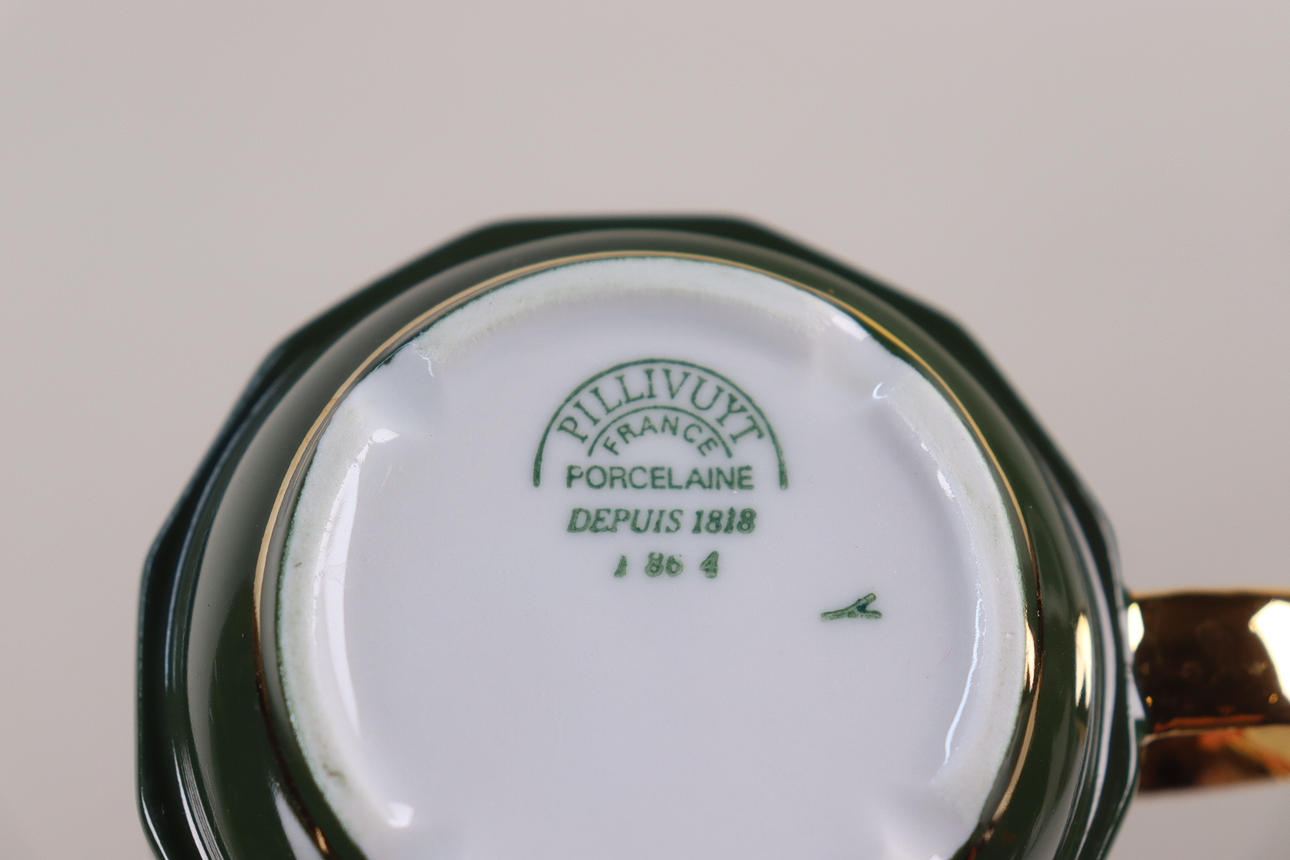 PILLIVUYT
FRANCE
PORCELAINE
DEPUIS 1818
1 86 4